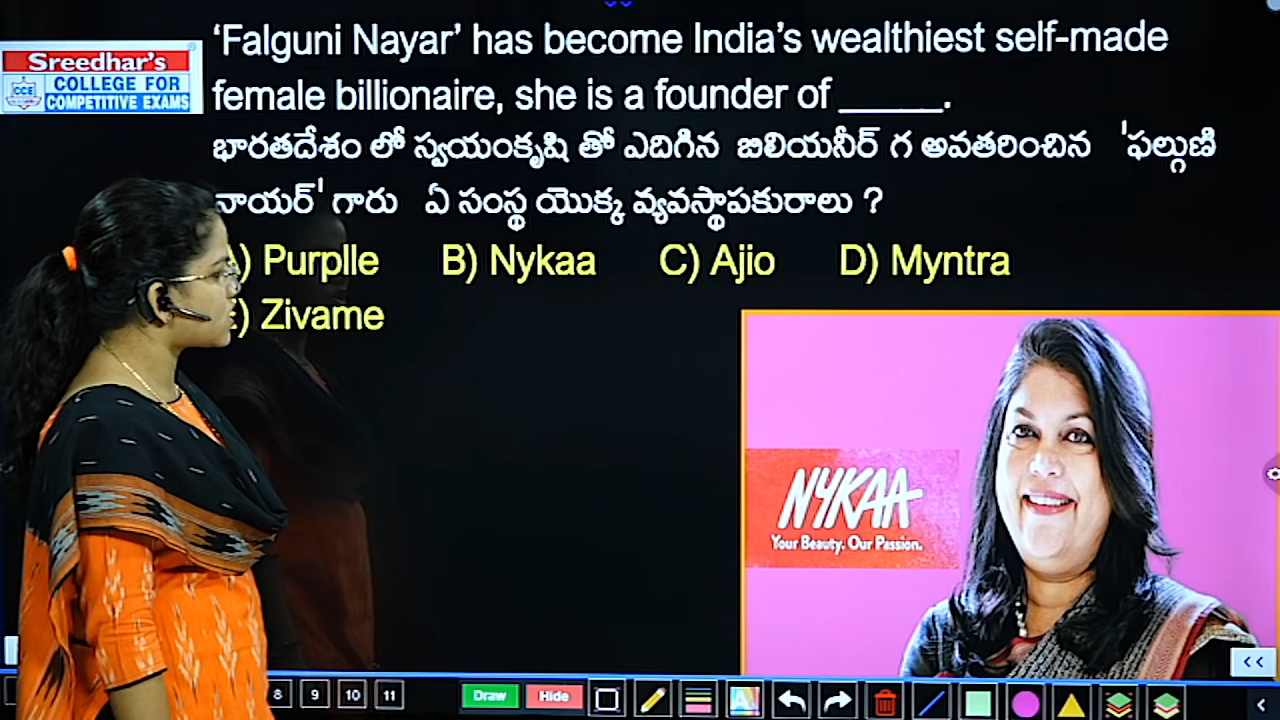 Sreedhar's
CCE
COLLEGE FOR
COMPETITIVE EXAMS
‘Falguni Nayar’ has become India’s wealthiest self-made
female billionaire, she is a founder of _____.
భారతదేశం లో స్వయంకృషి తో ఎదిగిన బిలియనీర్ గ అవతరించిన 'ఫల్గుణి
నాయర్' గారు ఏ సంస్థ యొక్క వ్యవస్థాపకురాలు ?
A) Purplle B) Nykaa C) Ajio D) Myntra
E) Zivame
NYKAA
Your Beauty. Our Passion.
8 9 10 11 Draw Hide